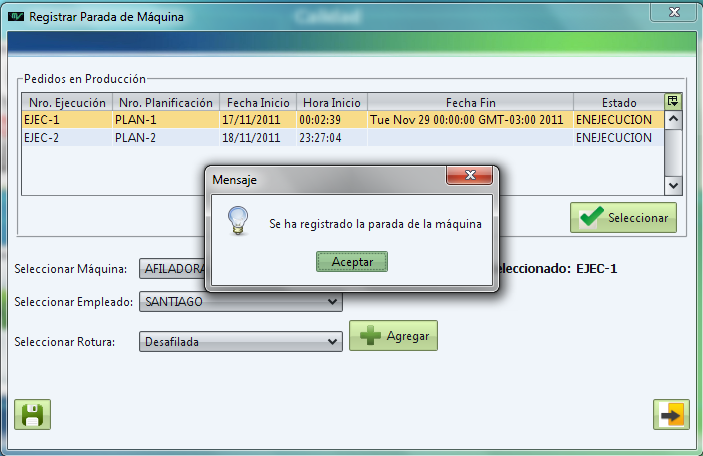 Calidad
Registrar Parada de Máquina
Pedidos en Producción
Nro. Ejecución Nro. Planificación Fecha Inicio Hora Inicio Fecha Fin Estado
EJEC-1 PLAN-1 17/11/2011 00:02:39 Tue Nov 29 00:00:00 GMT-03:00 2011 ENEJECUCION
EJEC-2 PLAN-2 18/11/2011 23:27:04 ENEJECUCION
Mensaje
Se ha registrado la parada de la máquina
Aceptar
Seleccionar
Seleccionar Máquina: AFILADORA eleccionado: EJEC-1
Seleccionar Empleado: SANTIAGO
Seleccionar Rotura: Desafilada
Agregar